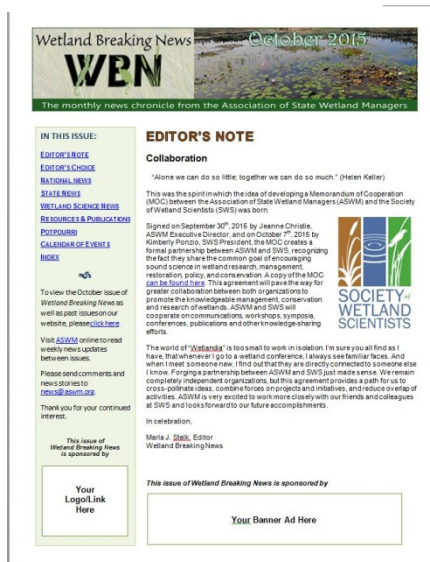 Wetland Breaking News
October 2015
WBN
The monthly news chronicle from the Association of State Wetland Managers
IN THIS ISSUE:
EDITOR'S NOTE
EDITOR'S CHOICE
NATIONAL NEWS
STATE NEWS
WETLAND SCIENCE NEWS
RESOURCES & PUBLICATIONS
POTPOURRI
CALENDAR OF EVENTS
INDEX
To view the October issue of
Wetland Breaking News as
well as past issues on our
website, please click here.
Visit ASWM online to read
weekly news updates
between issues.
Please send comments and
news stories to
news@aswm.org.
Thank you for your continued
interest.
This issue of
Wetland Breaking News
is sponsored by
Your
Logo/Link
Here
EDITOR'S NOTE
Collaboration
"Alone we can do so little; together we can do so much." (Helen Keller)
This was the spirit in which the idea of developing a Memorandum of Cooperation
(MOC) between the Association of State Wetland Managers (ASWM) and the Society
of Wetland Scientists (SWS) was born.
Signed on September 30th, 2015 by Jeanne Christie,
ASWM Executive Director, and on October 7th, 2015 by
Kimberly Ponzio, SWS President, the MOC creates a
formal partnership between ASWM and SWS, recognizing
the fact they share the common goal of encouraging
sound science in wetland research, management,
restoration, policy, and conservation. A copy of the MOC
can be found here. This agreement will pave the way for
greater collaboration between both organizations to
promote the knowledgeable management, conservation
and research of wetlands. ASWM and SWS will
cooperate on communications, workshops, symposia,
conferences, publications and other knowledge-sharing
efforts.
SOCIETY of
WETLAND
SCIENTISTS
The world of "Wetlandia" is too small to work in isolation. I'm sure you all find as I
have, that whenever I go to a wetland conference, I always see familiar faces. And
when I meet someone new, I find out that they are directly connected to someone else
I know. Forging a partnership between ASWM and SWS just made sense. We remain
completely independent organizations, but this agreement provides a path for us to
cross-pollinate ideas, combine forces on projects and initiatives, and reduce overlap of
activities. ASWM is very excited to work more closely with our friends and colleagues
at SWS and looks forward to our future accomplishments.
In celebration,
Marla J. Stelk, Editor
Wetland Breaking News
This issue of Wetland Breaking News is sponsored by
Your Banner Ad Here